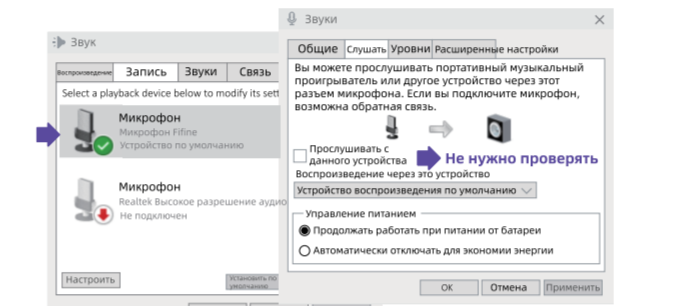 Звук
Воспроизведение Запись Звуки Связь
Select a playback device below to modify its sett
Микрофон
Микрофон Fifine
Устройство по умолчанию
Микрофон
Realtek Высокое разрешение аудио
Не подключен
Настроить
Установить по
умолчанию
Звуки
Общие Слушать Уровни Расширенные настройки
Вы можете прослушивать портативный музыкальный
проигрыватель или другое устройство через этот
разъем микрофона. Если вы подключите микрофон,
возможна обратная связь.
Прослушивать с
данного устройства
Не нужно проверять
Воспроизведение через это устройство
Устройство воспроизведения по умолчанию
Управление питанием
Продолжать работать при питании от батареи
Автоматически отключать для экономии энергии
ОК Отмена Применить